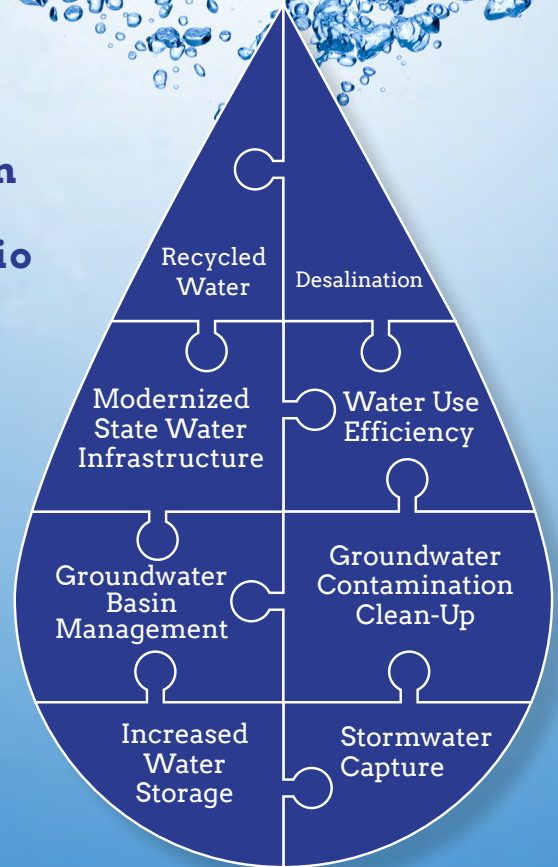 Recycled
Water
Desalination
Modernized
State Water
Infrastructure
Water Use
Efficiency
Groundwater
Basin
Management
Groundwater
Contamination
Clean-Up
Increased
Water
Storage
Stormwater
Capture